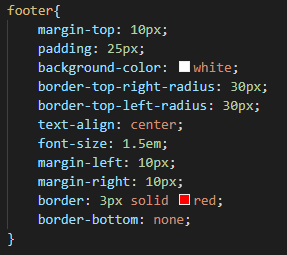 footer{
    margin-top: 10px;
    padding: 25px;
    background-color: white;
    border-top-right-radius: 30px;
    border-top-left-radius: 30px;
    text-align: center;
    font-size: 1.5em;
    margin-left: 10px;
    margin-right: 10px;
    border: 3px solid red;
    border-bottom: none;
}